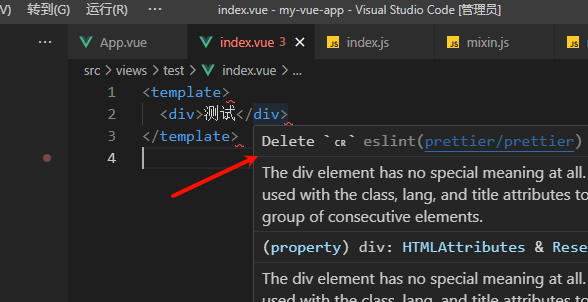 (V) 转到(G) 运行(R) ··· index.vue - my-vue-app - Visual Studio Code [管理员]
··· App.vue index.vue 3 × JS index.js JS mixin.js
src > views > test > index.vue > ...
1 <template>
2 <div>测试</div>
3 </template>
4
Delete `␍` eslint(prettier/prettier)
The div element has no special meaning at all.
used with the class, lang, and title attributes to
group of consecutive elements.
(property) div: HTMLAttributes & Rese
The div element has no special meaning at all.
used with the class, lang, and title attributes to